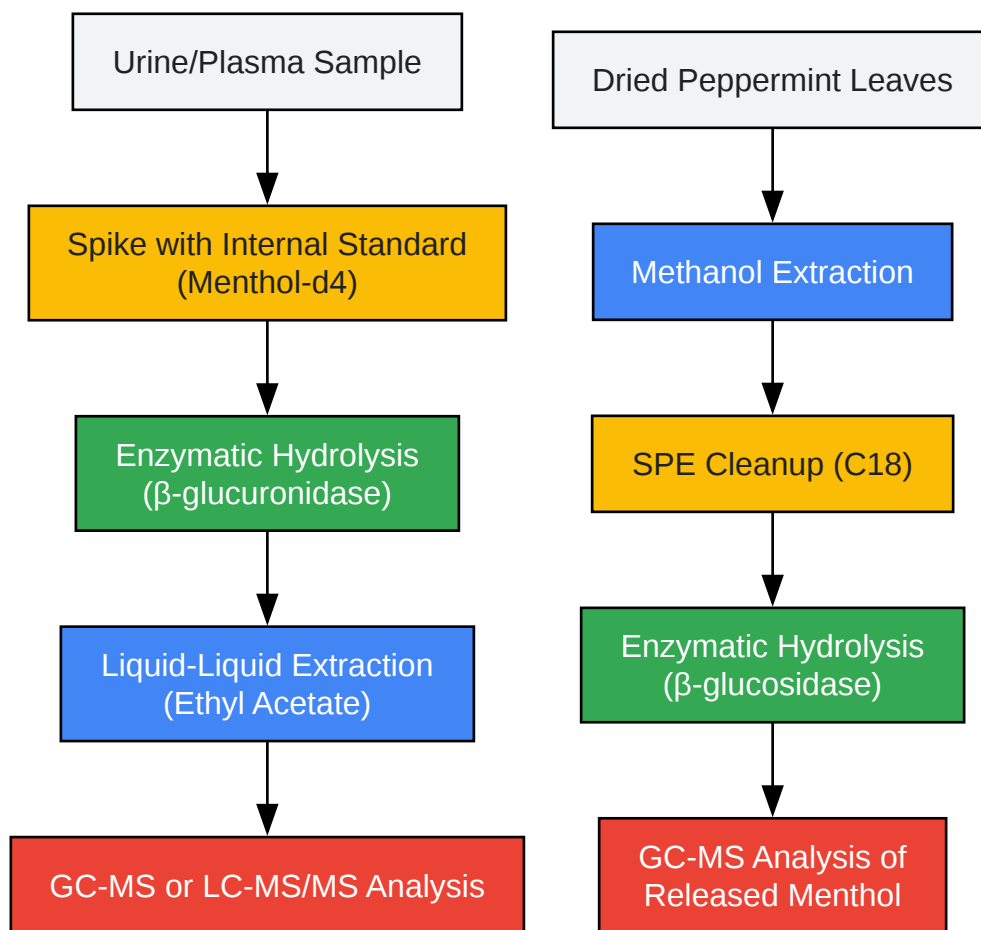 Urine/Plasma Sample
Spike with Internal Standard
(Menthol-d4)
Enzymatic Hydrolysis
(β-glucuronidase)
Liquid-Liquid Extraction
(Ethyl Acetate)
GC-MS or LC-MS/MS Analysis
Dried Peppermint Leaves
Methanol Extraction
SPE Cleanup (C18)
Enzymatic Hydrolysis
(β-glucosidase)
GC-MS Analysis of
Released Menthol